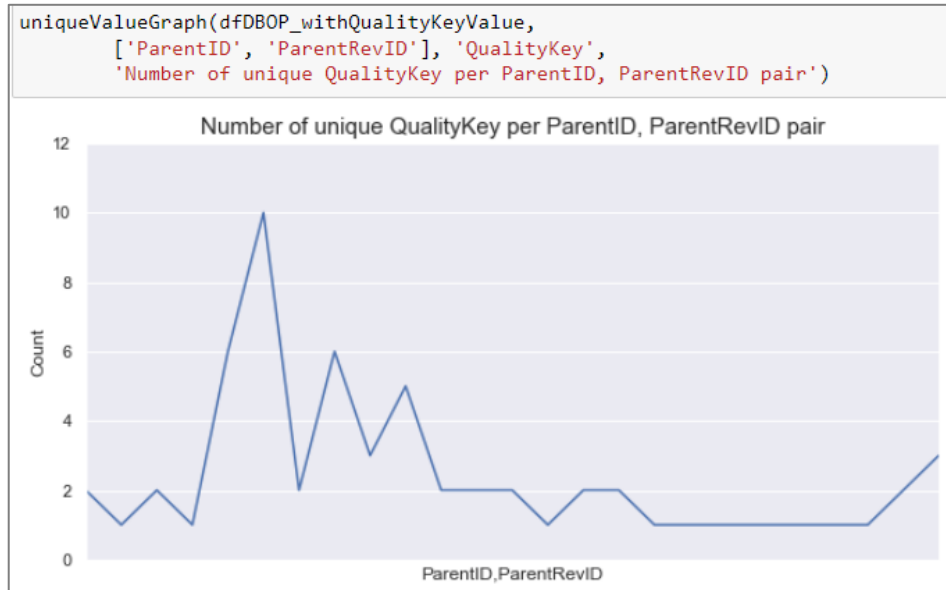 uniqueValueGraph(dfDBOP_withQualityKeyValue,
['ParentID', 'ParentRevID'], 'QualityKey',
'Number of unique QualityKey per ParentID, ParentRevID pair')
Number of unique QualityKey per ParentID, ParentRevID pair
12
10
8
6
4
2
0
Count
ParentID,ParentRevID